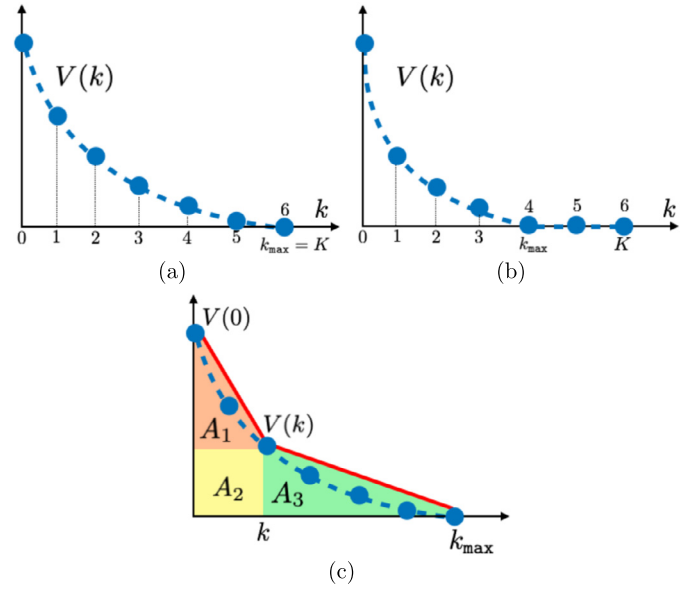 V(k)
6 k
0 1 2 3 4 5 k_max = K
(a)
V(k)
4 5 6 k
0 1 2 3 k_max K
(b)
V(0)
V(k)
A_1
A_2 A_3
k k_max
(c)